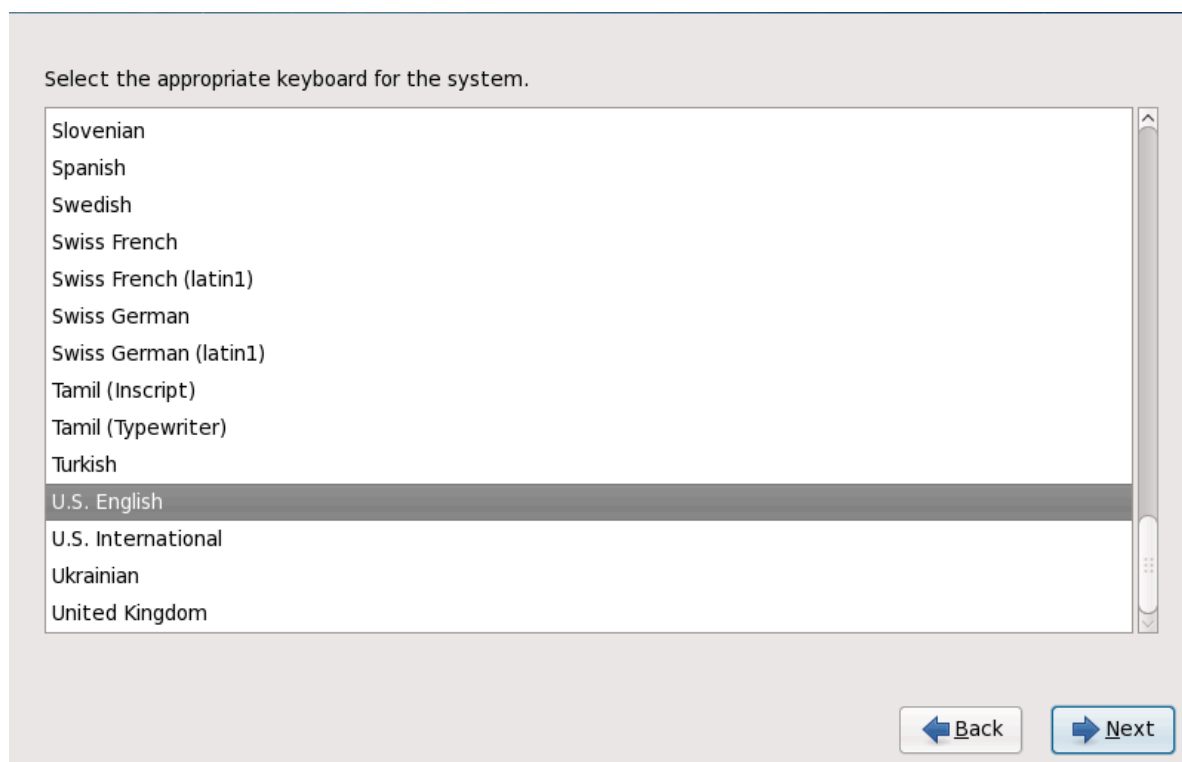 Select the appropriate keyboard for the system.
Slovenian
Spanish
Swedish
Swiss French
Swiss French (latin1)
Swiss German
Swiss German (latin1)
Tamil (Inscript)
Tamil (Typewriter)
Turkish
U.S. English
U.S. International
Ukrainian
United Kingdom
Back Next